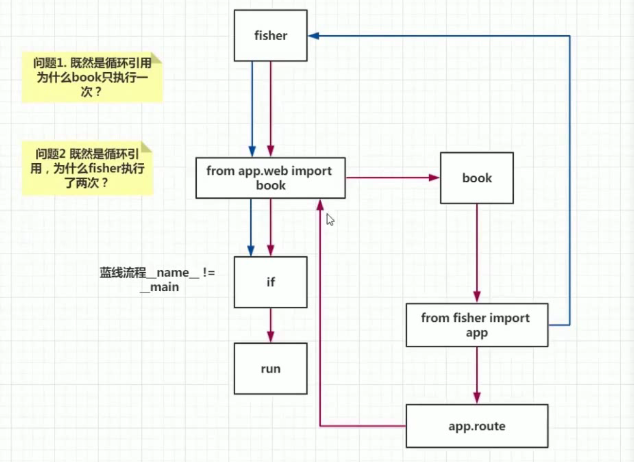 fisher
问题1. 既然是循环引用
为什么book只执行一
次？
问题2 既然是循环引
用，为什么fisher执行
了两次？
from app.web import
book
book
蓝线流程__name__ !=
__main
if
from fisher import
app
run
app.route